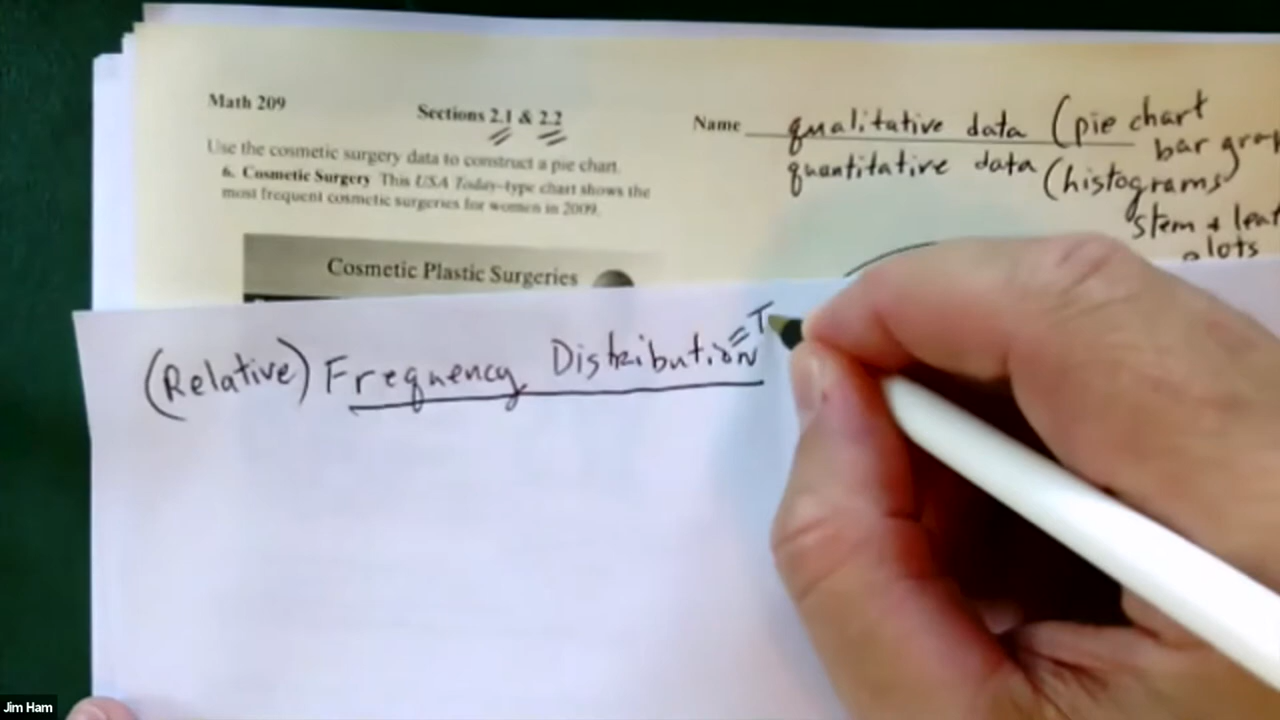 Math 209
Sections 2.1 & 2.2
Name qualitative data (pie chart
bar grap
quantitative data (histograms
stem & leaf
plots
Use the cosmetic surgery data to construct a pie chart.
6. Cosmetic Surgery This USA Today-type chart shows the
most frequent cosmetic surgeries for women in 2009.
Cosmetic Plastic Surgeries
(Relative) Frequency Distribution = T
Jim Ham